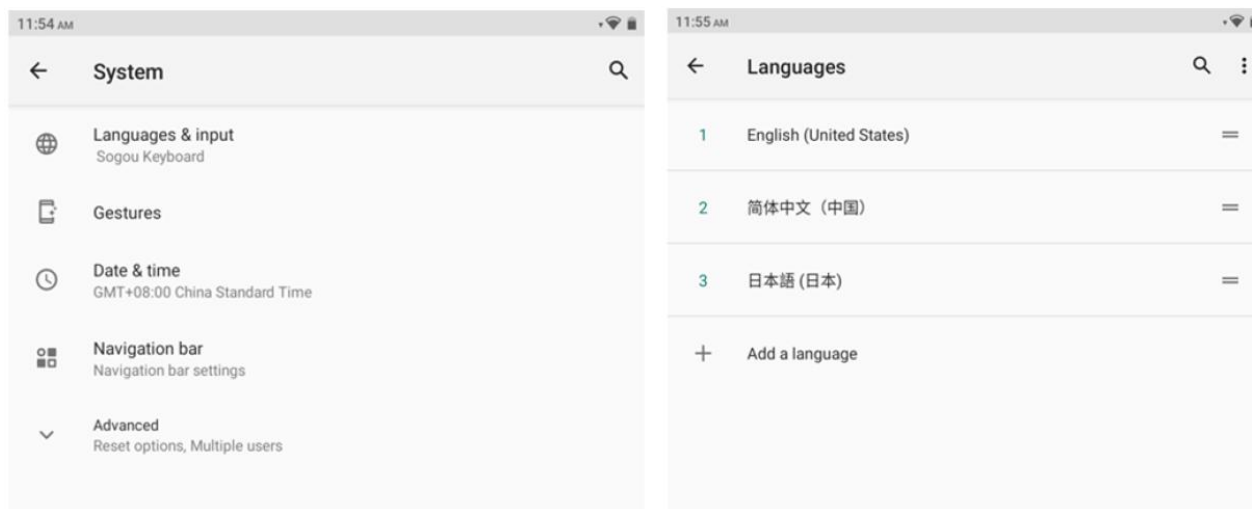 11:54 AM
System
Languages & input
Sogou Keyboard
Gestures
Date & time
GMT+08:00 China Standard Time
Navigation bar
Navigation bar settings
Advanced
Reset options, Multiple users
11:55 AM
Languages
1 English (United States)
2 简体中文（中国）
3 日本語 (日本)
Add a language